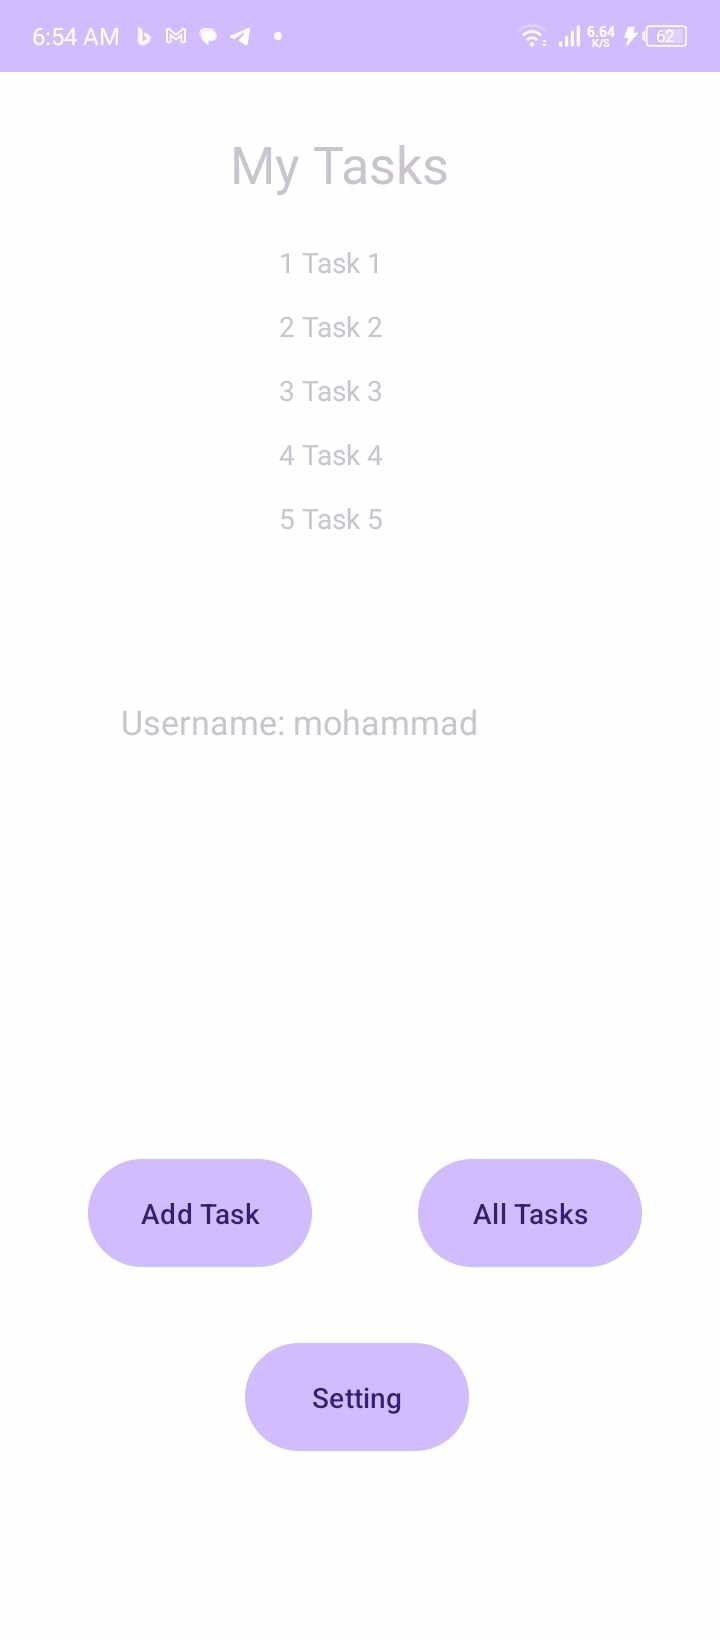 6:54 AM 6.64 K/S 62
My Tasks
1 Task 1
2 Task 2
3 Task 3
4 Task 4
5 Task 5
Username: mohammad
Add Task All Tasks
Setting